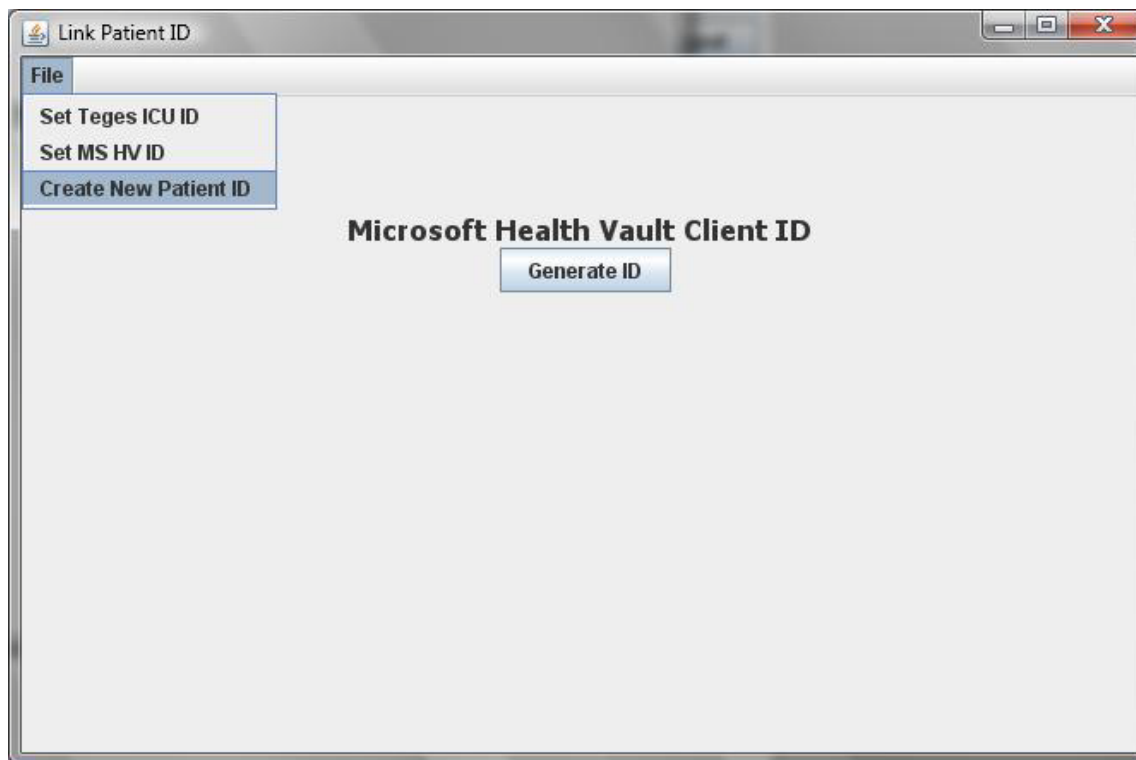 Link Patient ID
File
Set Teges ICU ID
Set MS HV ID
Create New Patient ID
Microsoft Health Vault Client ID
Generate ID